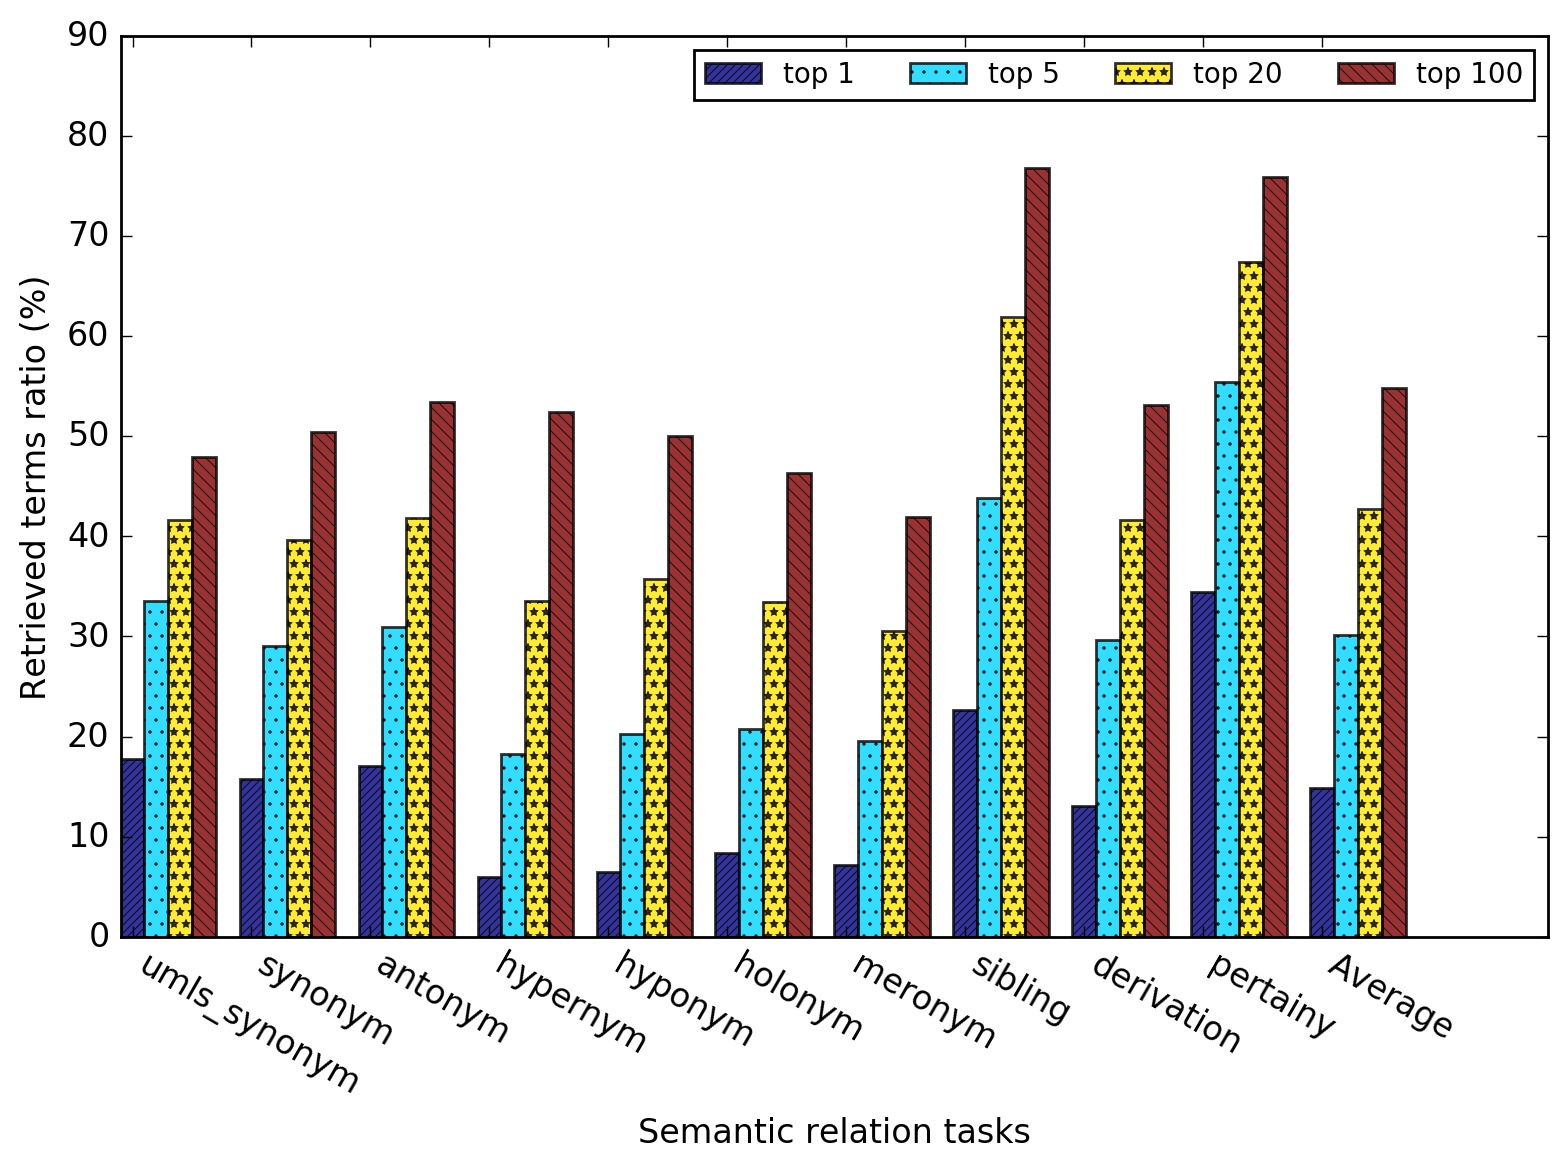 top 1 top 5 top 20 top 100
Retrieved terms ratio (%)
90
80
70
60
50
40
30
20
10
0
umls_synonym synonym antonym hypernym hyponym holonym meronym sibling derivation pertainy Average
Semantic relation tasks